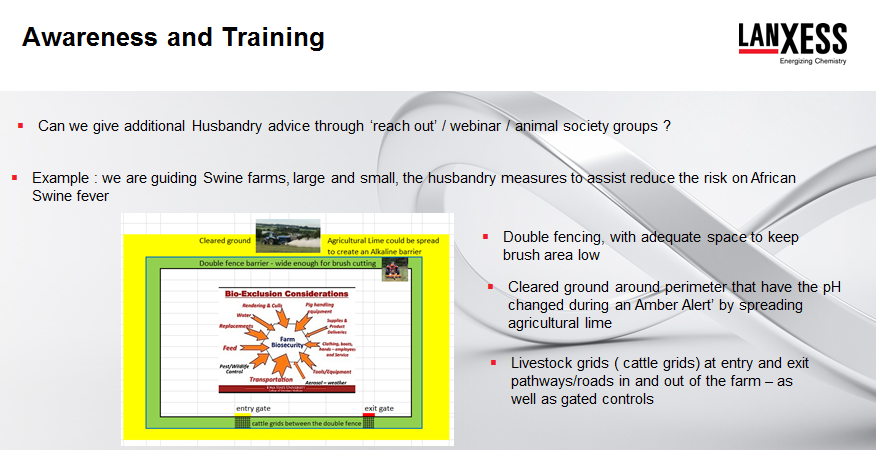 Awareness and Training
LANXESS
Energizing Chemistry
Can we give additional Husbandry advice through ‘reach out’ / webinar / animal society groups ?
Example : we are guiding Swine farms, large and small, the husbandry measures to assist reduce the risk on African
Swine fever
Cleared ground
Agricultural Lime could be spread
to create an Alkaline barrier
Double fence barrier - wide enough for brush cutting
Bio-Exclusion Considerations
Rendering & Culls
Pig handling
equipment
Water
Supplies &
Product
Deliveries
Replacements
Farm
Biosecurity
Clothing, boots,
hands – employees
and Service
Feed
Pest/Wildlife
Control
Tools/Equipment
Transportation
Aerosol – weather
IOWA STATE UNIVERSITY
entry gate
exit gate
cattle grids between the double fence
Double fencing, with adequate space to keep
brush area low
Cleared ground around perimeter that have the pH
changed during an Amber Alert’ by spreading
agricultural lime
Livestock grids ( cattle grids) at entry and exit
pathways/roads in and out of the farm – as
well as gated controls